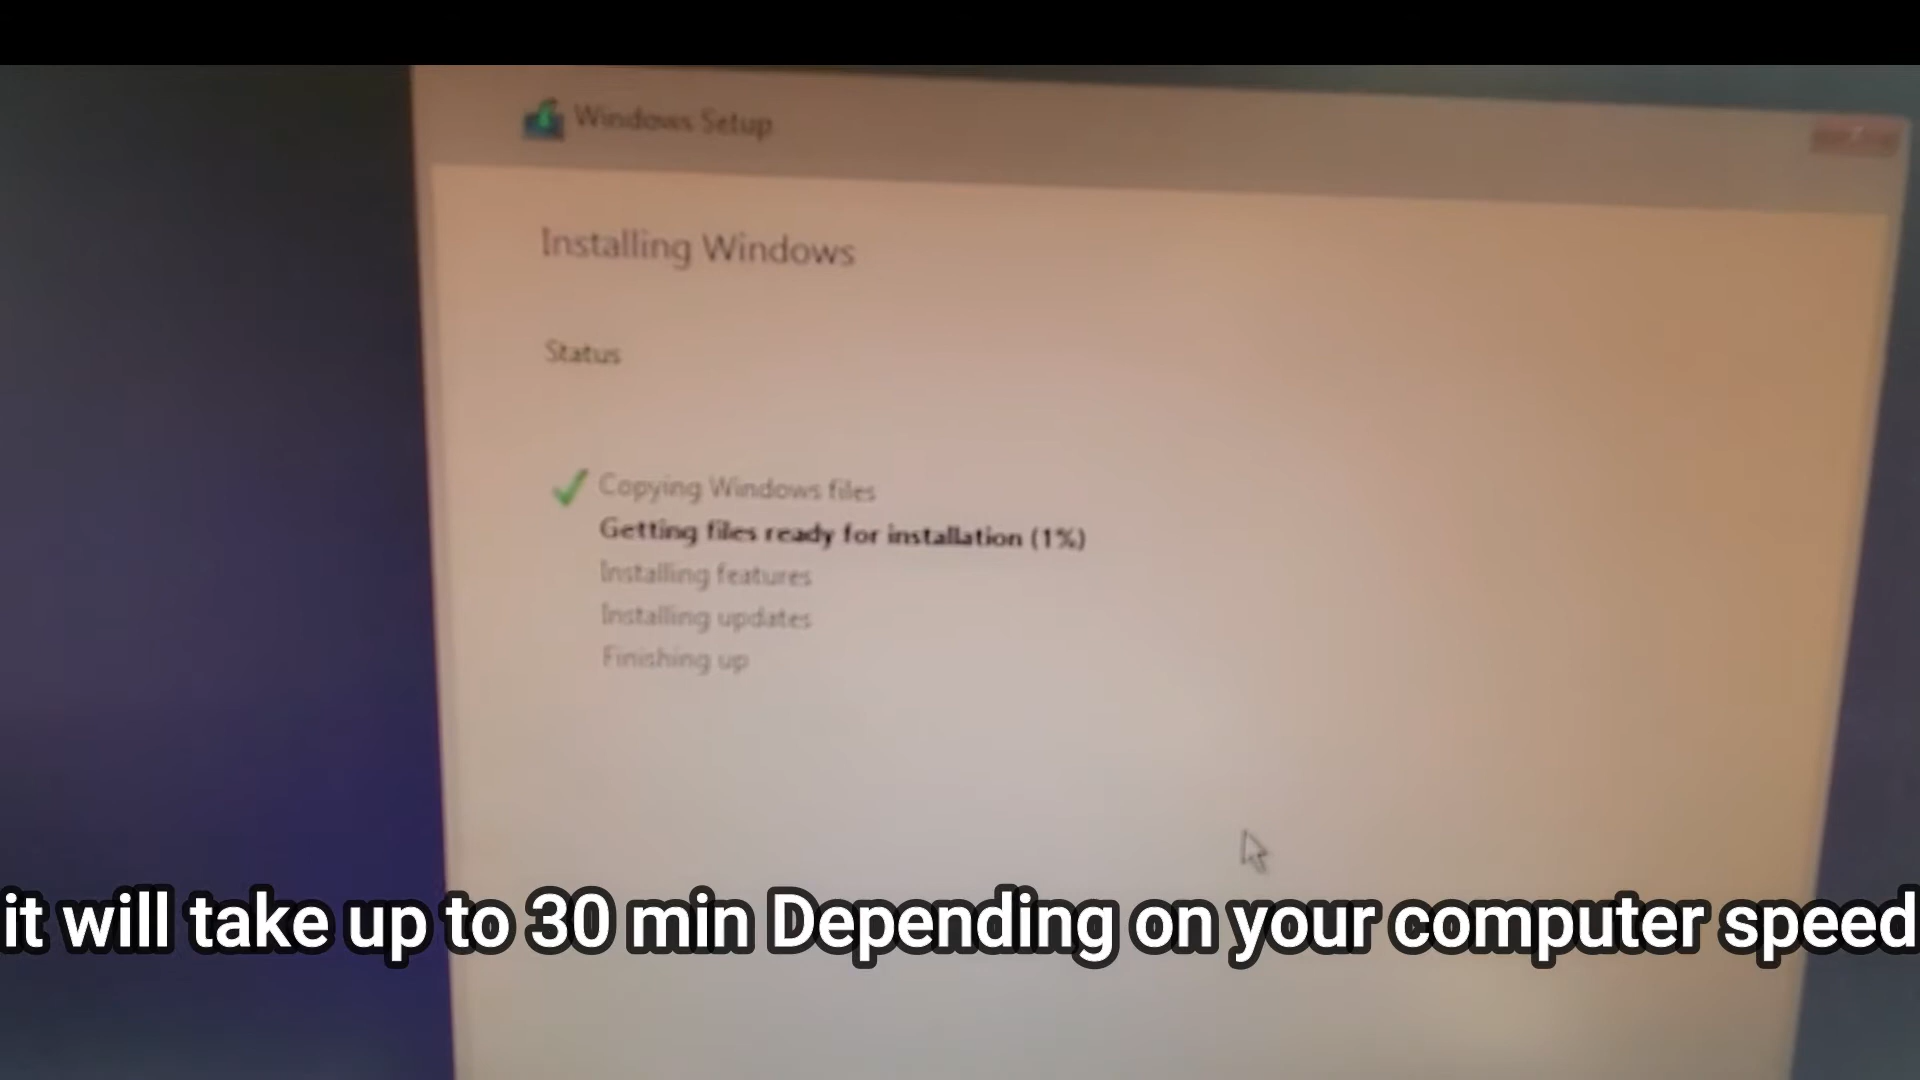 Windows Setup
Installing Windows
Status
Copying Windows files
Getting files ready for installation (1%)
Installing features
Installing updates
Finishing up
it will take up to 30 min Depending on your computer speed